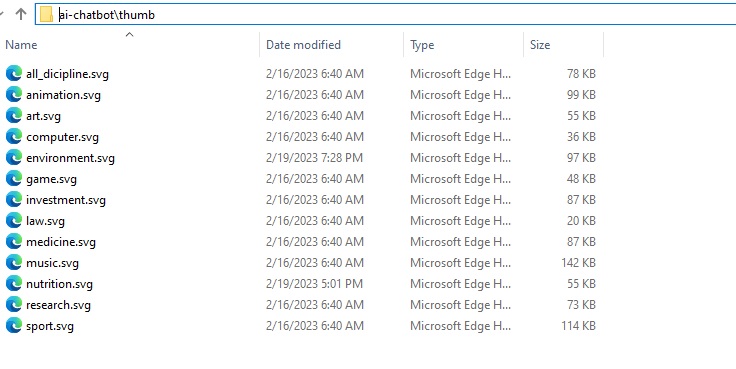 ai-chatbot\thumb
Name Date modified Type Size
all_dicipline.svg 2/16/2023 6:40 AM Microsoft Edge H... 78 KB
animation.svg 2/16/2023 6:40 AM Microsoft Edge H... 99 KB
art.svg 2/16/2023 6:40 AM Microsoft Edge H... 55 KB
computer.svg 2/16/2023 6:40 AM Microsoft Edge H... 36 KB
environment.svg 2/19/2023 7:28 PM Microsoft Edge H... 97 KB
game.svg 2/16/2023 6:40 AM Microsoft Edge H... 48 KB
investment.svg 2/16/2023 6:40 AM Microsoft Edge H... 87 KB
law.svg 2/16/2023 6:40 AM Microsoft Edge H... 20 KB
medicine.svg 2/16/2023 6:40 AM Microsoft Edge H... 87 KB
music.svg 2/16/2023 6:40 AM Microsoft Edge H... 142 KB
nutrition.svg 2/19/2023 5:01 PM Microsoft Edge H... 55 KB
research.svg 2/16/2023 6:40 AM Microsoft Edge H... 73 KB
sport.svg 2/16/2023 6:40 AM Microsoft Edge H... 114 KB